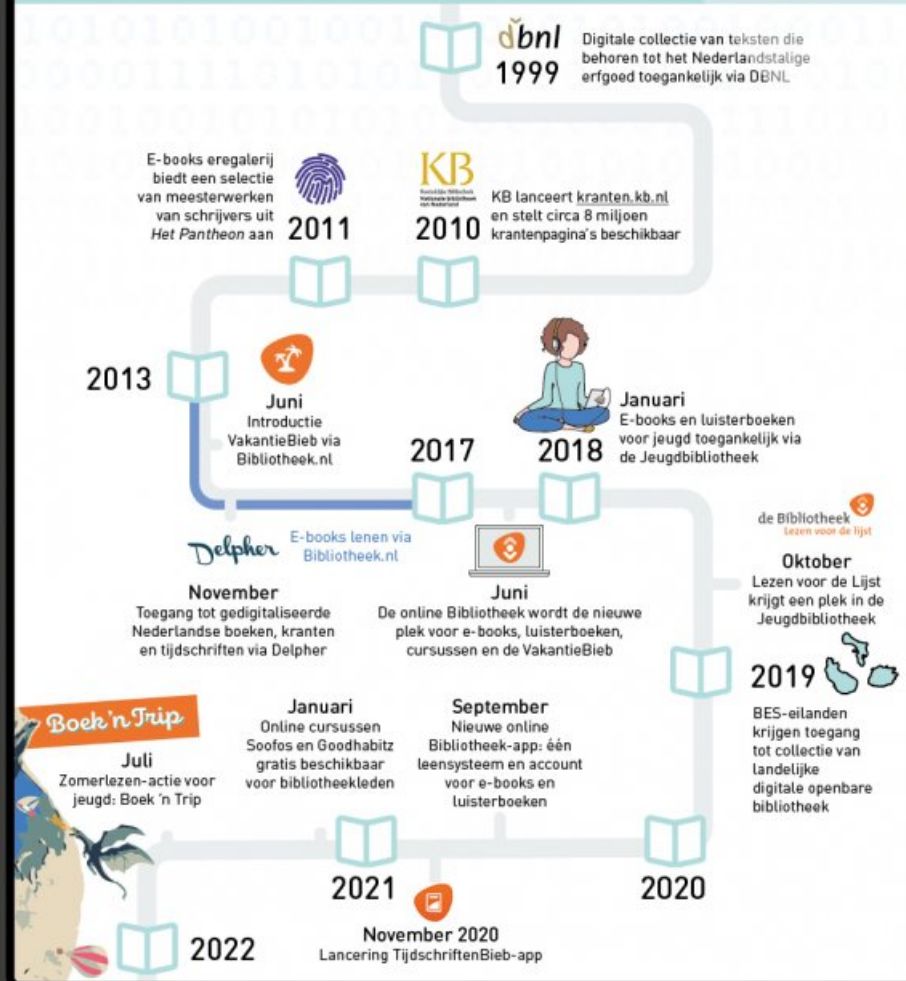 dbnl
1999
Digitale collectie van teksten die
behoren tot het Nederlandstalige
erfgoed toegankelijk via DBNL
KB
2010
KB lanceert kranten.kb.nl
en stelt circa 8 miljoen
krantenpagina's beschikbaar
E-books eregalerij
biedt een selectie
van meesterwerken
van schrijvers uit
Het Pantheon aan
2011
2013
Juni
Introductie
VakantieBieb via
Bibliotheek.nl
Delpher
E-books lenen via
Bibliotheek.nl
November
Toegang tot gedigitaliseerde
Nederlandse boeken, kranten
en tijdschriften via Delpher
2017
Juni
De online Bibliotheek wordt de nieuwe
plek voor e-books, luisterboeken,
cursussen en de VakantieBieb
2018
Januari
E-books en luisterboeken
voor jeugd toegankelijk via
de Jeugdbibliotheek
de Bibliotheek
Lezen voor de lijst
Oktober
Lezen voor de Lijst
krijgt een plek in de
Jeugdbibliotheek
2019
BES-eilanden
krijgen toegang
tot collectie van
landelijke
digitale openbare
bibliotheek
2020
September
Nieuwe online
Bibliotheek-app: één
leensysteem en account
voor e-books en
luisterboeken
November 2020
Lancering TijdschriftenBieb-app
2021
Januari
Online cursussen
Soofos en Goodhabitz
gratis beschikbaar
voor bibliotheekleden
Boek'n Trip
Juli
Zomerlezen-actie voor
jeugd: Boek 'n Trip
2022